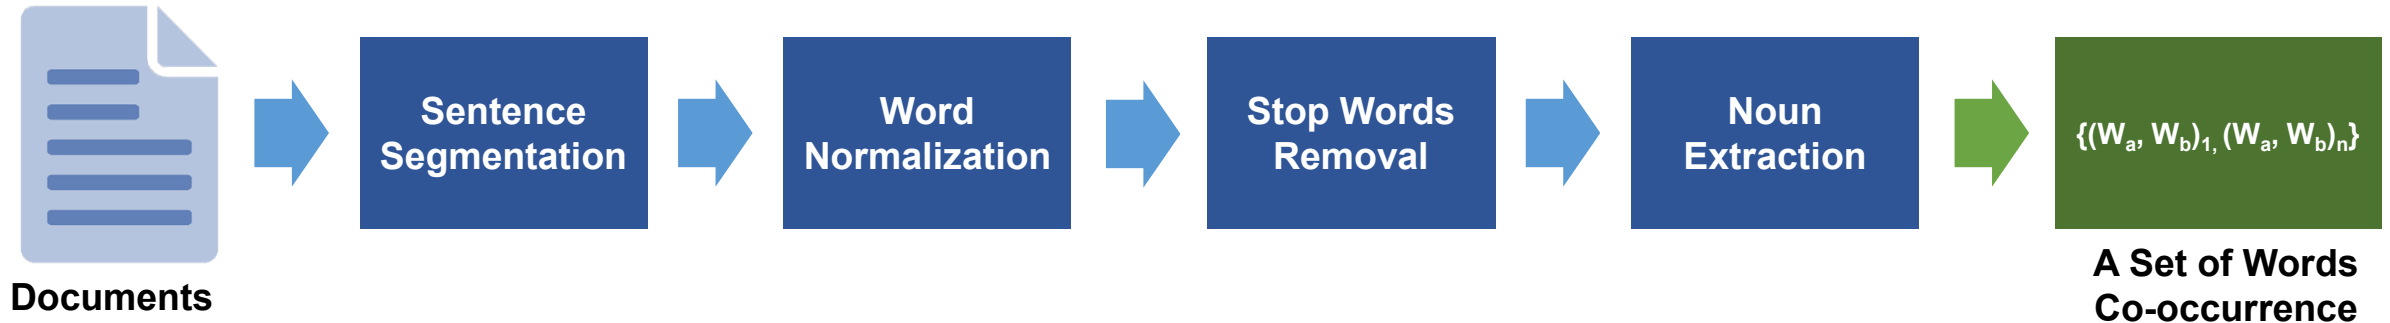 Documents
Sentence
Segmentation
Word
Normalization
Stop Words
Removal
Noun
Extraction
{(Wa, Wb)1, (Wa, Wb)n}
A Set of Words
Co-occurrence